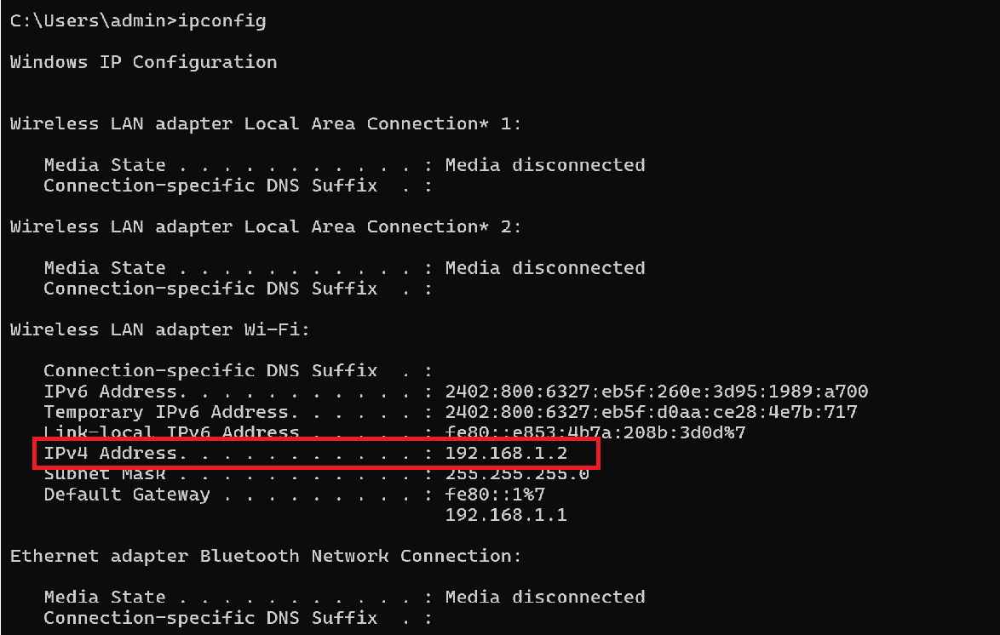 C:\Users\admin>ipconfig
Windows IP Configuration
Wireless LAN adapter Local Area Connection* 1:
Media State . . . . . . . . . . . : Media disconnected
Connection-specific DNS Suffix  . :
Wireless LAN adapter Local Area Connection* 2:
Media State . . . . . . . . . . . : Media disconnected
Connection-specific DNS Suffix  . :
Wireless LAN adapter Wi-Fi:
Connection-specific DNS Suffix  . :
IPv6 Address. . . . . . . . . . . : 2402:800:6327:eb5f:260e:3d95:1989:a700
Temporary IPv6 Address. . . . . . : 2402:800:6327:eb5f:d0aa:ce28:4e7b:717
Link-local IPv6 Address . . . . . : fe80::e853:4b7a:208b:3d0d%7
IPv4 Address. . . . . . . . . . . : 192.168.1.2
Subnet Mask . . . . . . . . . . . : 255.255.255.0
Default Gateway . . . . . . . . . : fe80::1%7
192.168.1.1
Ethernet adapter Bluetooth Network Connection:
Media State . . . . . . . . . . . : Media disconnected
Connection-specific DNS Suffix  . :